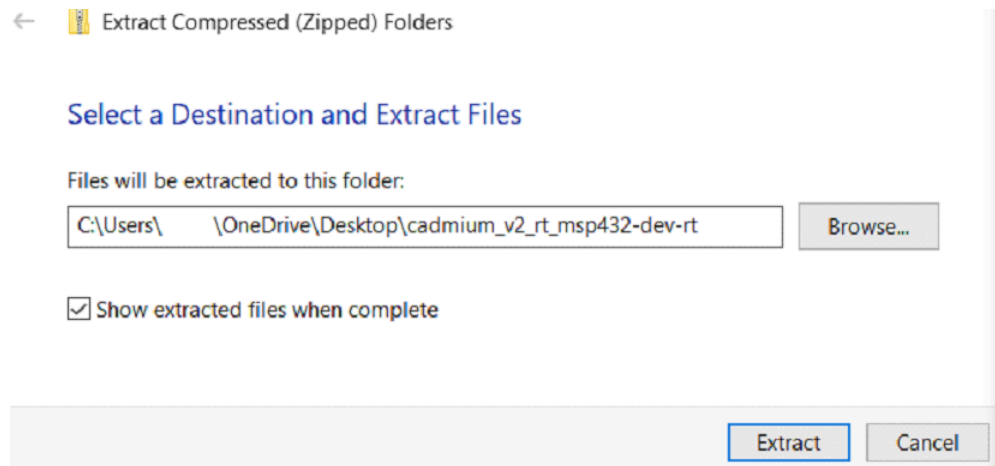 Extract Compressed (Zipped) Folders
Select a Destination and Extract Files
Files will be extracted to this folder:
C:\Users\ \OneDrive\Desktop\cadmium_v2_rt_msp432-dev-rt
Browse...
Show extracted files when complete
Extract Cancel